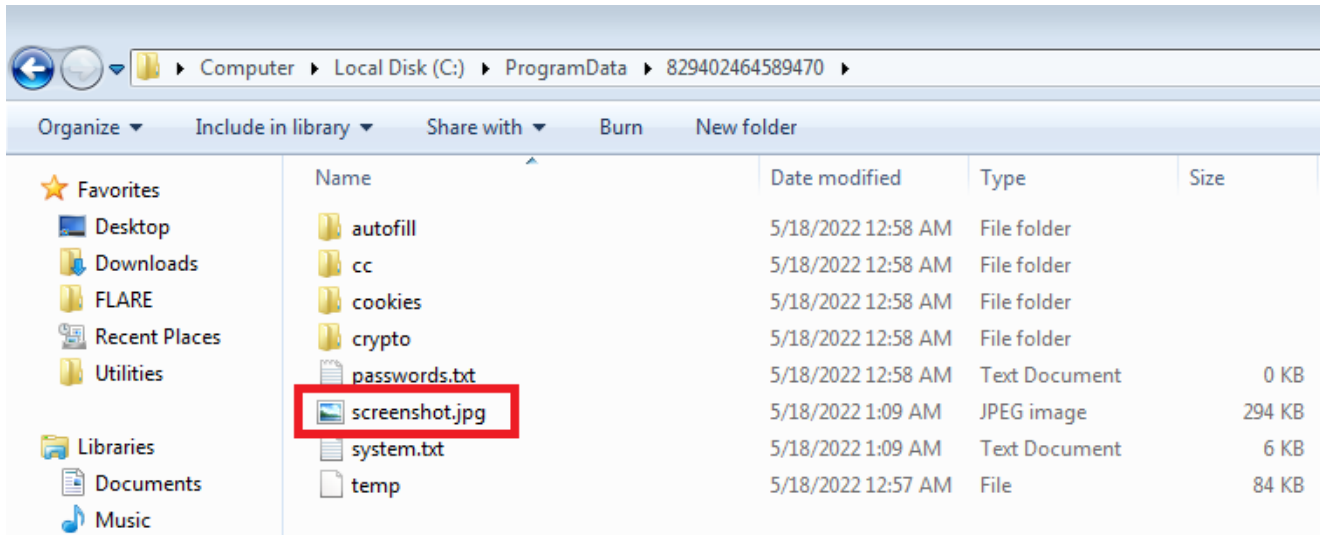 Computer ▸ Local Disk (C:) ▸ ProgramData ▸ 829402464589470 ▸
Organize Include in library Share with Burn New folder
Favorites
Desktop
Downloads
FLARE
Recent Places
Utilities
Libraries
Documents
Music
Name Date modified Type Size
autofill 5/18/2022 12:58 AM File folder
cc 5/18/2022 12:58 AM File folder
cookies 5/18/2022 12:58 AM File folder
crypto 5/18/2022 12:58 AM File folder
passwords.txt 5/18/2022 12:58 AM Text Document 0 KB
screenshot.jpg 5/18/2022 1:09 AM JPEG image 294 KB
system.txt 5/18/2022 1:09 AM Text Document 6 KB
temp 5/18/2022 12:57 AM File 84 KB